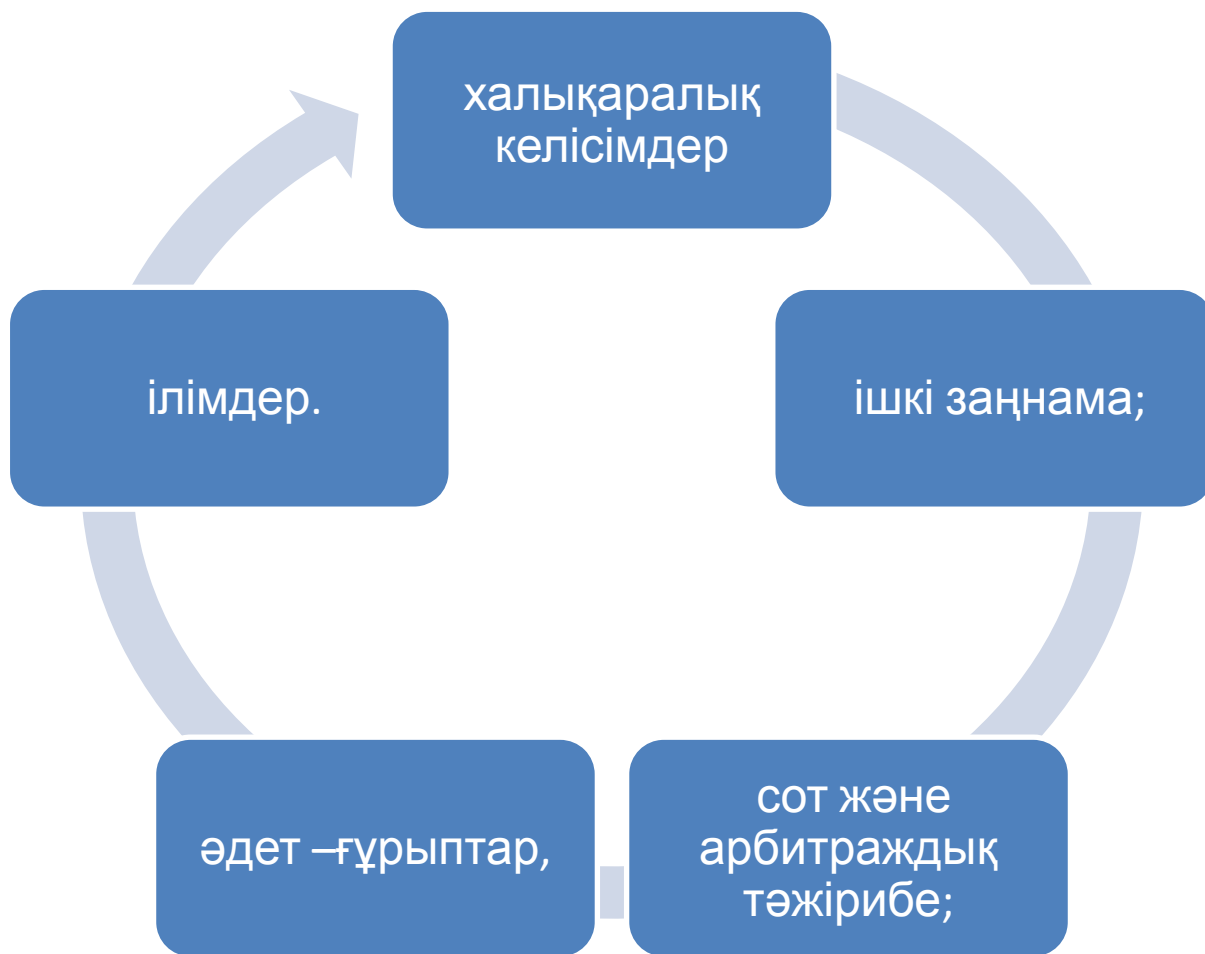 халықаралық
келісімдер
ішкі заңнама;
сот және
арбитраждық
тәжірибе;
әдет –ғұрыптар,
ілімдер.